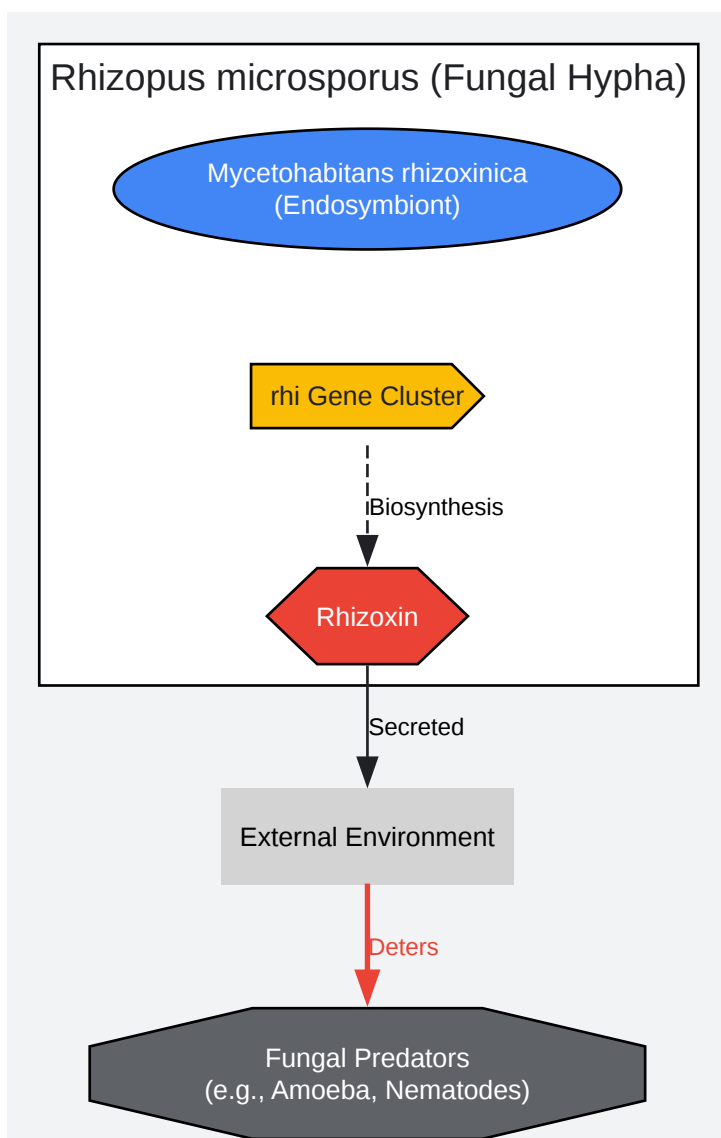 Rhizopus microsporus (Fungal Hypha)
Mycetohabitans rhizoxinica
(Endosymbiont)
rhi Gene Cluster
Biosynthesis
Rhizoxin
Secreted
External Environment
Deters
Fungal Predators
(e.g., Amoeba, Nematodes)